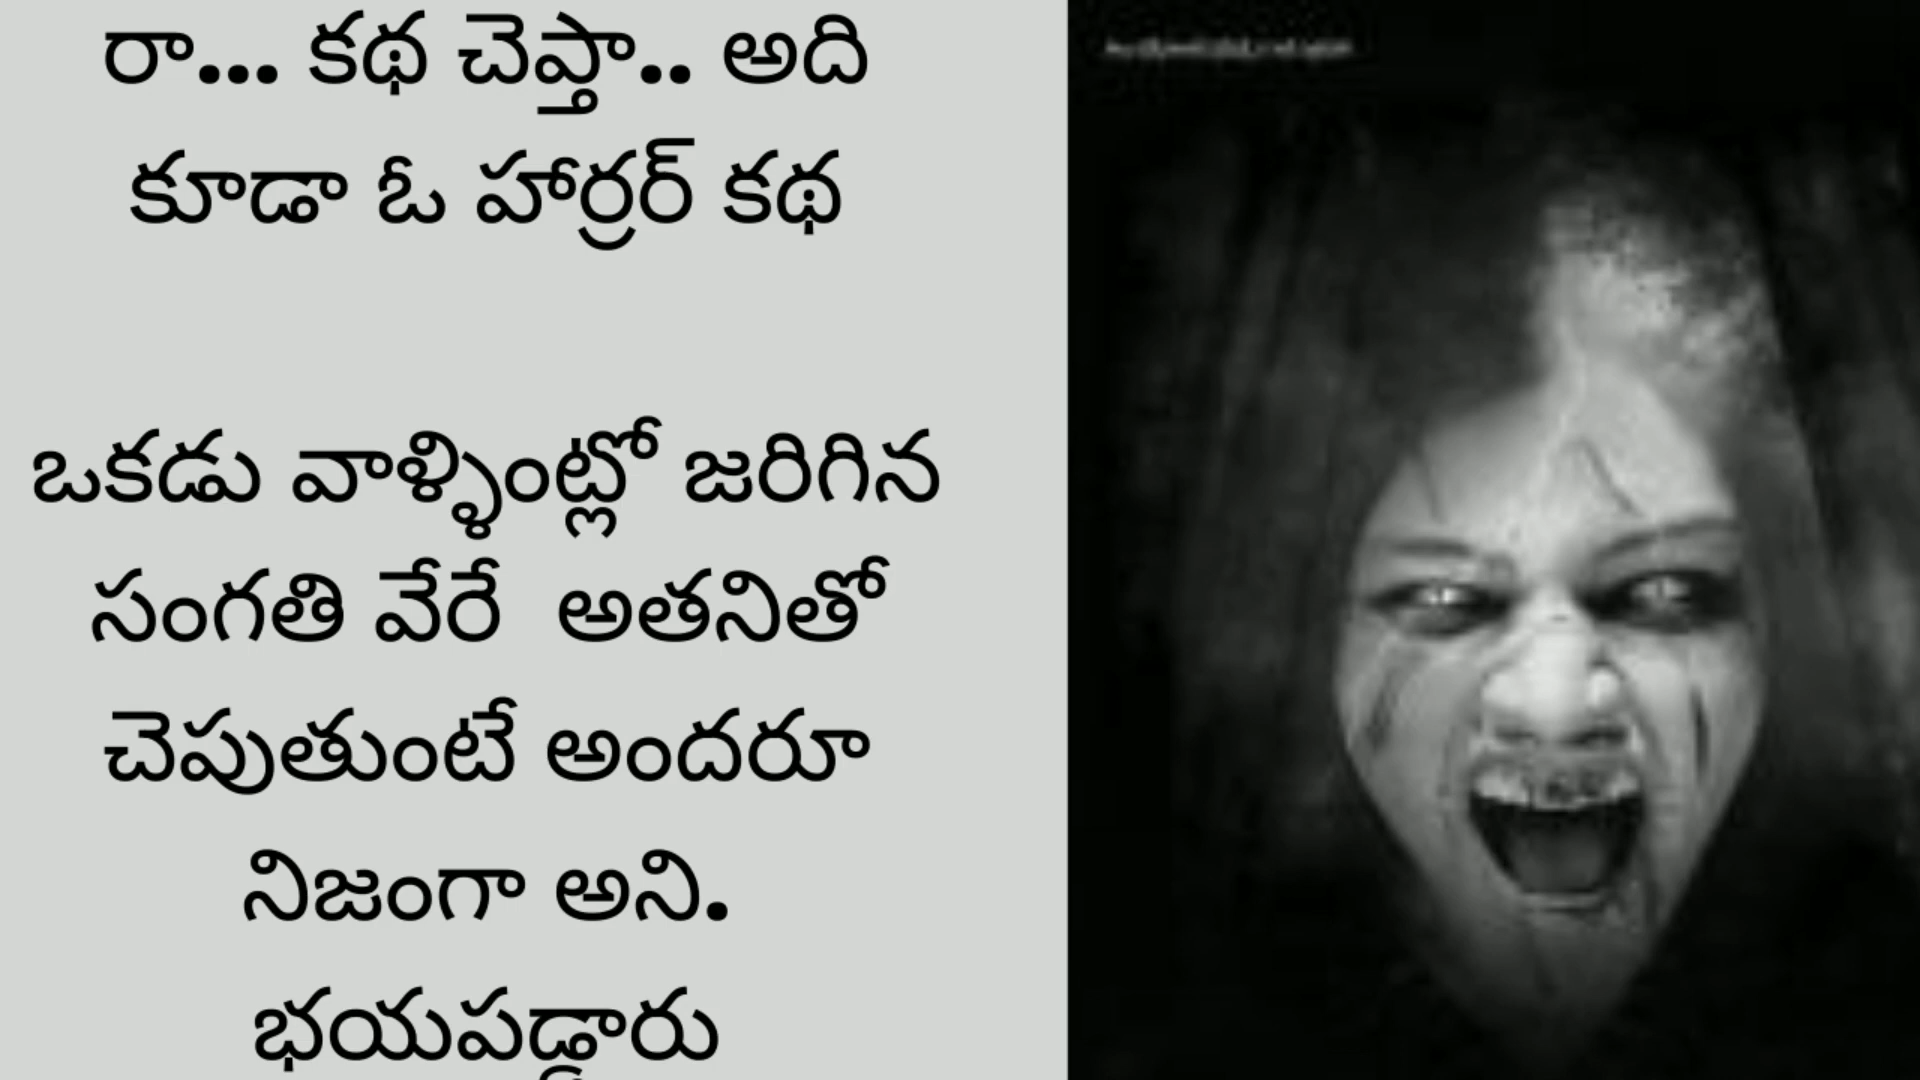 రా... కథ చెప్తా.. అది
కూడా ఓ హార్రర్ కథ
ఒకడు వాళ్ళింట్లో జరిగిన
సంగతి వేరే  అతనితో
చెపుతుంటే అందరూ
నిజంగా అని.
భయపడ్డారు